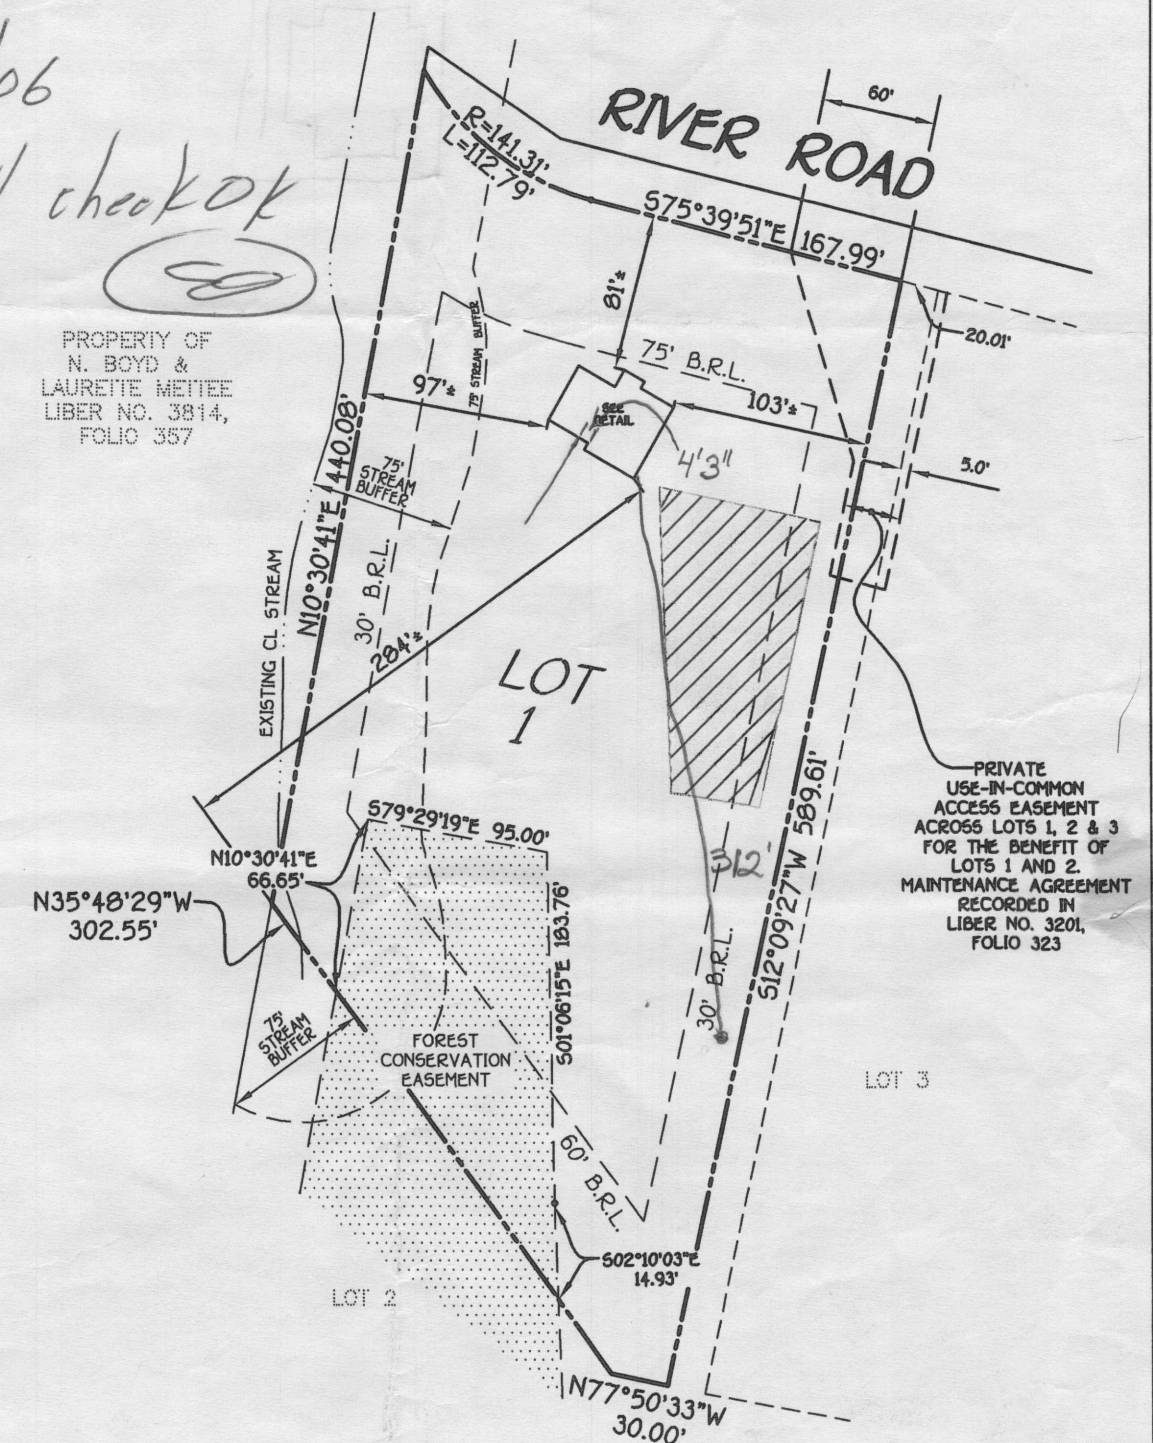 06
check OK
RIVER ROAD
60'
R=141.31'
L=112.79'
S75°39'51"E 167.99'
20.01'
PROPERTY OF
N. BOYD &
LAURETTE METTEE
LIBER NO. 3814,
FOLIO 357
81'±
75' STREAM BUFFER
75' B.R.L.
97'±
SEE
DETAIL
103'±
4'3"
5.0'
75'
STREAM
BUFFER
N10°30'41"E 440.08'
30' B.R.L.
EXISTING CL STREAM
284'±
LOT
1
PRIVATE
USE-IN-COMMON
ACCESS EASEMENT
ACROSS LOTS 1, 2 & 3
FOR THE BENEFIT OF
LOTS 1 AND 2.
MAINTENANCE AGREEMENT
RECORDED IN
LIBER NO. 3201,
FOLIO 323
S79°29'19"E 95.00'
N10°30'41"E
66.65'
312'
S12°09'27"W 589.61'
N35°48'29"W
302.55'
S01°06'15"E 183.76'
30' B.R.L.
75'
STREAM
BUFFER
FOREST
CONSERVATION
EASEMENT
LOT 3
60' B.R.L.
S02°10'03"E
14.93'
LOT 2
N77°50'33"W
30.00'